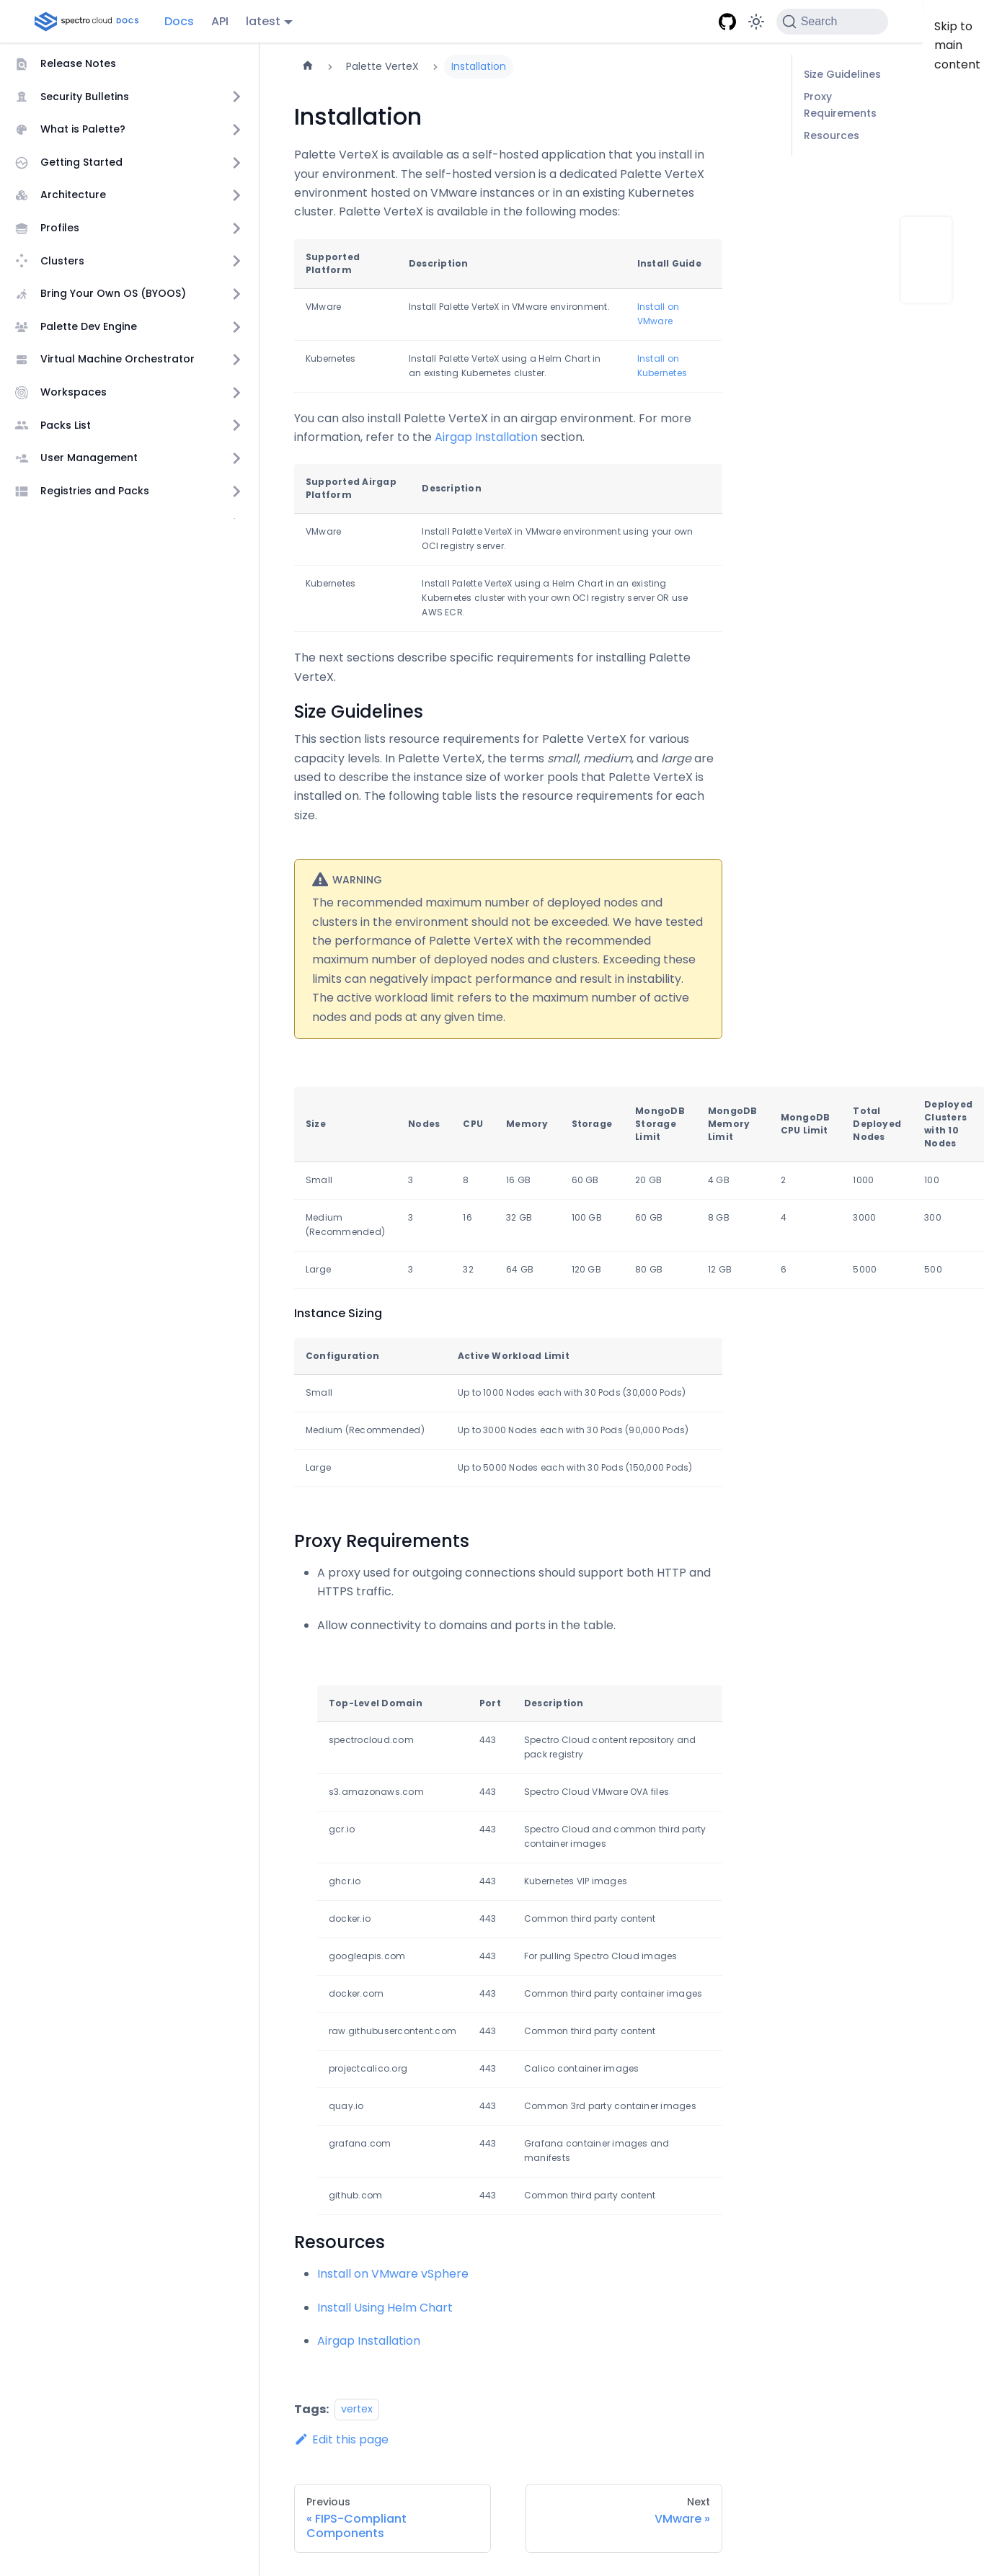 spectro cloud DOCS
Docs
API
latest
Search
Skip to
main
content
Release Notes
Security Bulletins
What is Palette?
Getting Started
Architecture
Profiles
Clusters
Bring Your Own OS (BYOOS)
Palette Dev Engine
Virtual Machine Orchestrator
Workspaces
Packs List
User Management
Registries and Packs
Palette VerteX
Installation
Size Guidelines
Proxy
Requirements
Resources
Installation
Palette VerteX is available as a self-hosted application that you install in
your environment. The self-hosted version is a dedicated Palette VerteX
environment hosted on VMware instances or in an existing Kubernetes
cluster. Palette VerteX is available in the following modes:
Supported Platform Description Install Guide
VMware Install Palette VerteX in VMware environment. Install on VMware
Kubernetes Install Palette VerteX using a Helm Chart in an existing Kubernetes cluster. Install on Kubernetes
You can also install Palette VerteX in an airgap environment. For more
information, refer to the Airgap Installation section.
Supported Airgap Platform Description
VMware Install Palette VerteX in VMware environment using your own OCI registry server.
Kubernetes Install Palette VerteX using a Helm Chart in an existing Kubernetes cluster with your own OCI registry server OR use AWS ECR.
The next sections describe specific requirements for installing Palette
VerteX.
Size Guidelines
This section lists resource requirements for Palette VerteX for various
capacity levels. In Palette VerteX, the terms small, medium, and large are
used to describe the instance size of worker pools that Palette VerteX is
installed on. The following table lists the resource requirements for each
size.
WARNING
The recommended maximum number of deployed nodes and
clusters in the environment should not be exceeded. We have tested
the performance of Palette VerteX with the recommended
maximum number of deployed nodes and clusters. Exceeding these
limits can negatively impact performance and result in instability.
The active workload limit refers to the maximum number of active
nodes and pods at any given time.
Size Nodes CPU Memory Storage MongoDB Storage Limit MongoDB Memory Limit MongoDB CPU Limit Total Deployed Nodes Deployed Clusters with 10 Nodes
Small 3 8 16 GB 60 GB 20 GB 4 GB 2 1000 100
Medium (Recommended) 3 16 32 GB 100 GB 60 GB 8 GB 4 3000 300
Large 3 32 64 GB 120 GB 80 GB 12 GB 6 5000 500
Instance Sizing
Configuration Active Workload Limit
Small Up to 1000 Nodes each with 30 Pods (30,000 Pods)
Medium (Recommended) Up to 3000 Nodes each with 30 Pods (90,000 Pods)
Large Up to 5000 Nodes each with 30 Pods (150,000 Pods)
Proxy Requirements
A proxy used for outgoing connections should support both HTTP and
HTTPS traffic.
Allow connectivity to domains and ports in the table.
Top-Level Domain Port Description
spectrocloud.com 443 Spectro Cloud content repository and pack registry
s3.amazonaws.com 443 Spectro Cloud VMware OVA files
gcr.io 443 Spectro Cloud and common third party container images
ghcr.io 443 Kubernetes VIP images
docker.io 443 Common third party content
googleapis.com 443 For pulling Spectro Cloud images
docker.com 443 Common third party container images
raw.githubusercontent.com 443 Common third party content
projectcalico.org 443 Calico container images
quay.io 443 Common 3rd party container images
grafana.com 443 Grafana container images and manifests
github.com 443 Common third party content
Resources
Install on VMware vSphere
Install Using Helm Chart
Airgap Installation
Tags: vertex
Edit this page
Previous
« FIPS-Compliant
Components
Next
VMware »